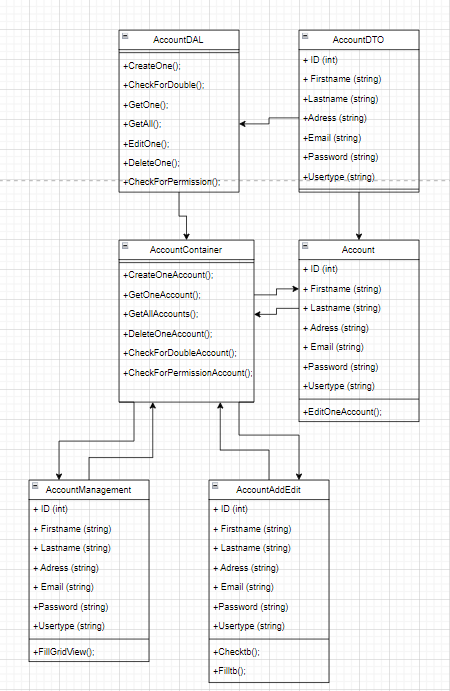 AccountDAL
+CreateOne();
+CheckForDouble();
+GetOne();
+GetAll();
+EditOne();
+DeleteOne();
+CheckForPermission();
AccountDTO
+ ID (int)
+ Firstname (string)
+Lastname (string)
+Adress (string)
+Email (string)
+Password (string)
+Usertype (string)
AccountContainer
+CreateOneAccount();
+GetOneAccount();
+GetAllAccounts();
+DeleteOneAccount();
+CheckForDoubleAccount();
+CheckForPermissionAccount();
Account
+ ID (int)
+ Firstname (string)
+ Lastname (string)
+ Adress (string)
+ Email (string)
+Password (string)
+Usertype (string)
+EditOneAccount();
AccountManagement
+ ID (int)
+ Firstname (string)
+ Lastname (string)
+ Adress (string)
+ Email (string)
+Password (string)
+Usertype (string)
+FillGridView();
AccountAddEdit
+ ID (int)
+ Firstname (string)
+ Lastname (string)
+ Adress (string)
+ Email (string)
+Password (string)
+Usertype (string)
+Checktb();
+Filltb();